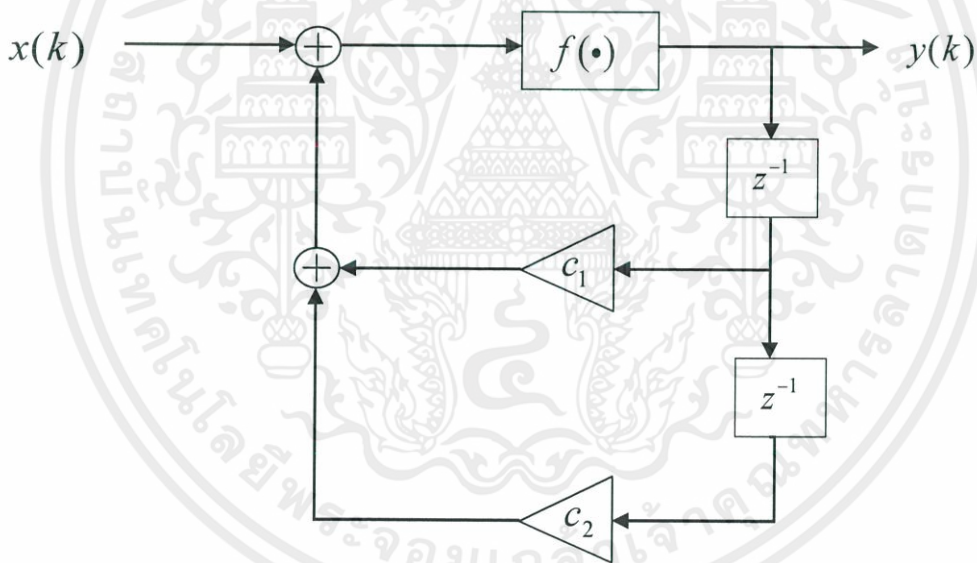 x(k)
+
f(•)
y(k)
z⁻¹
+
c₁
z⁻¹
c₂